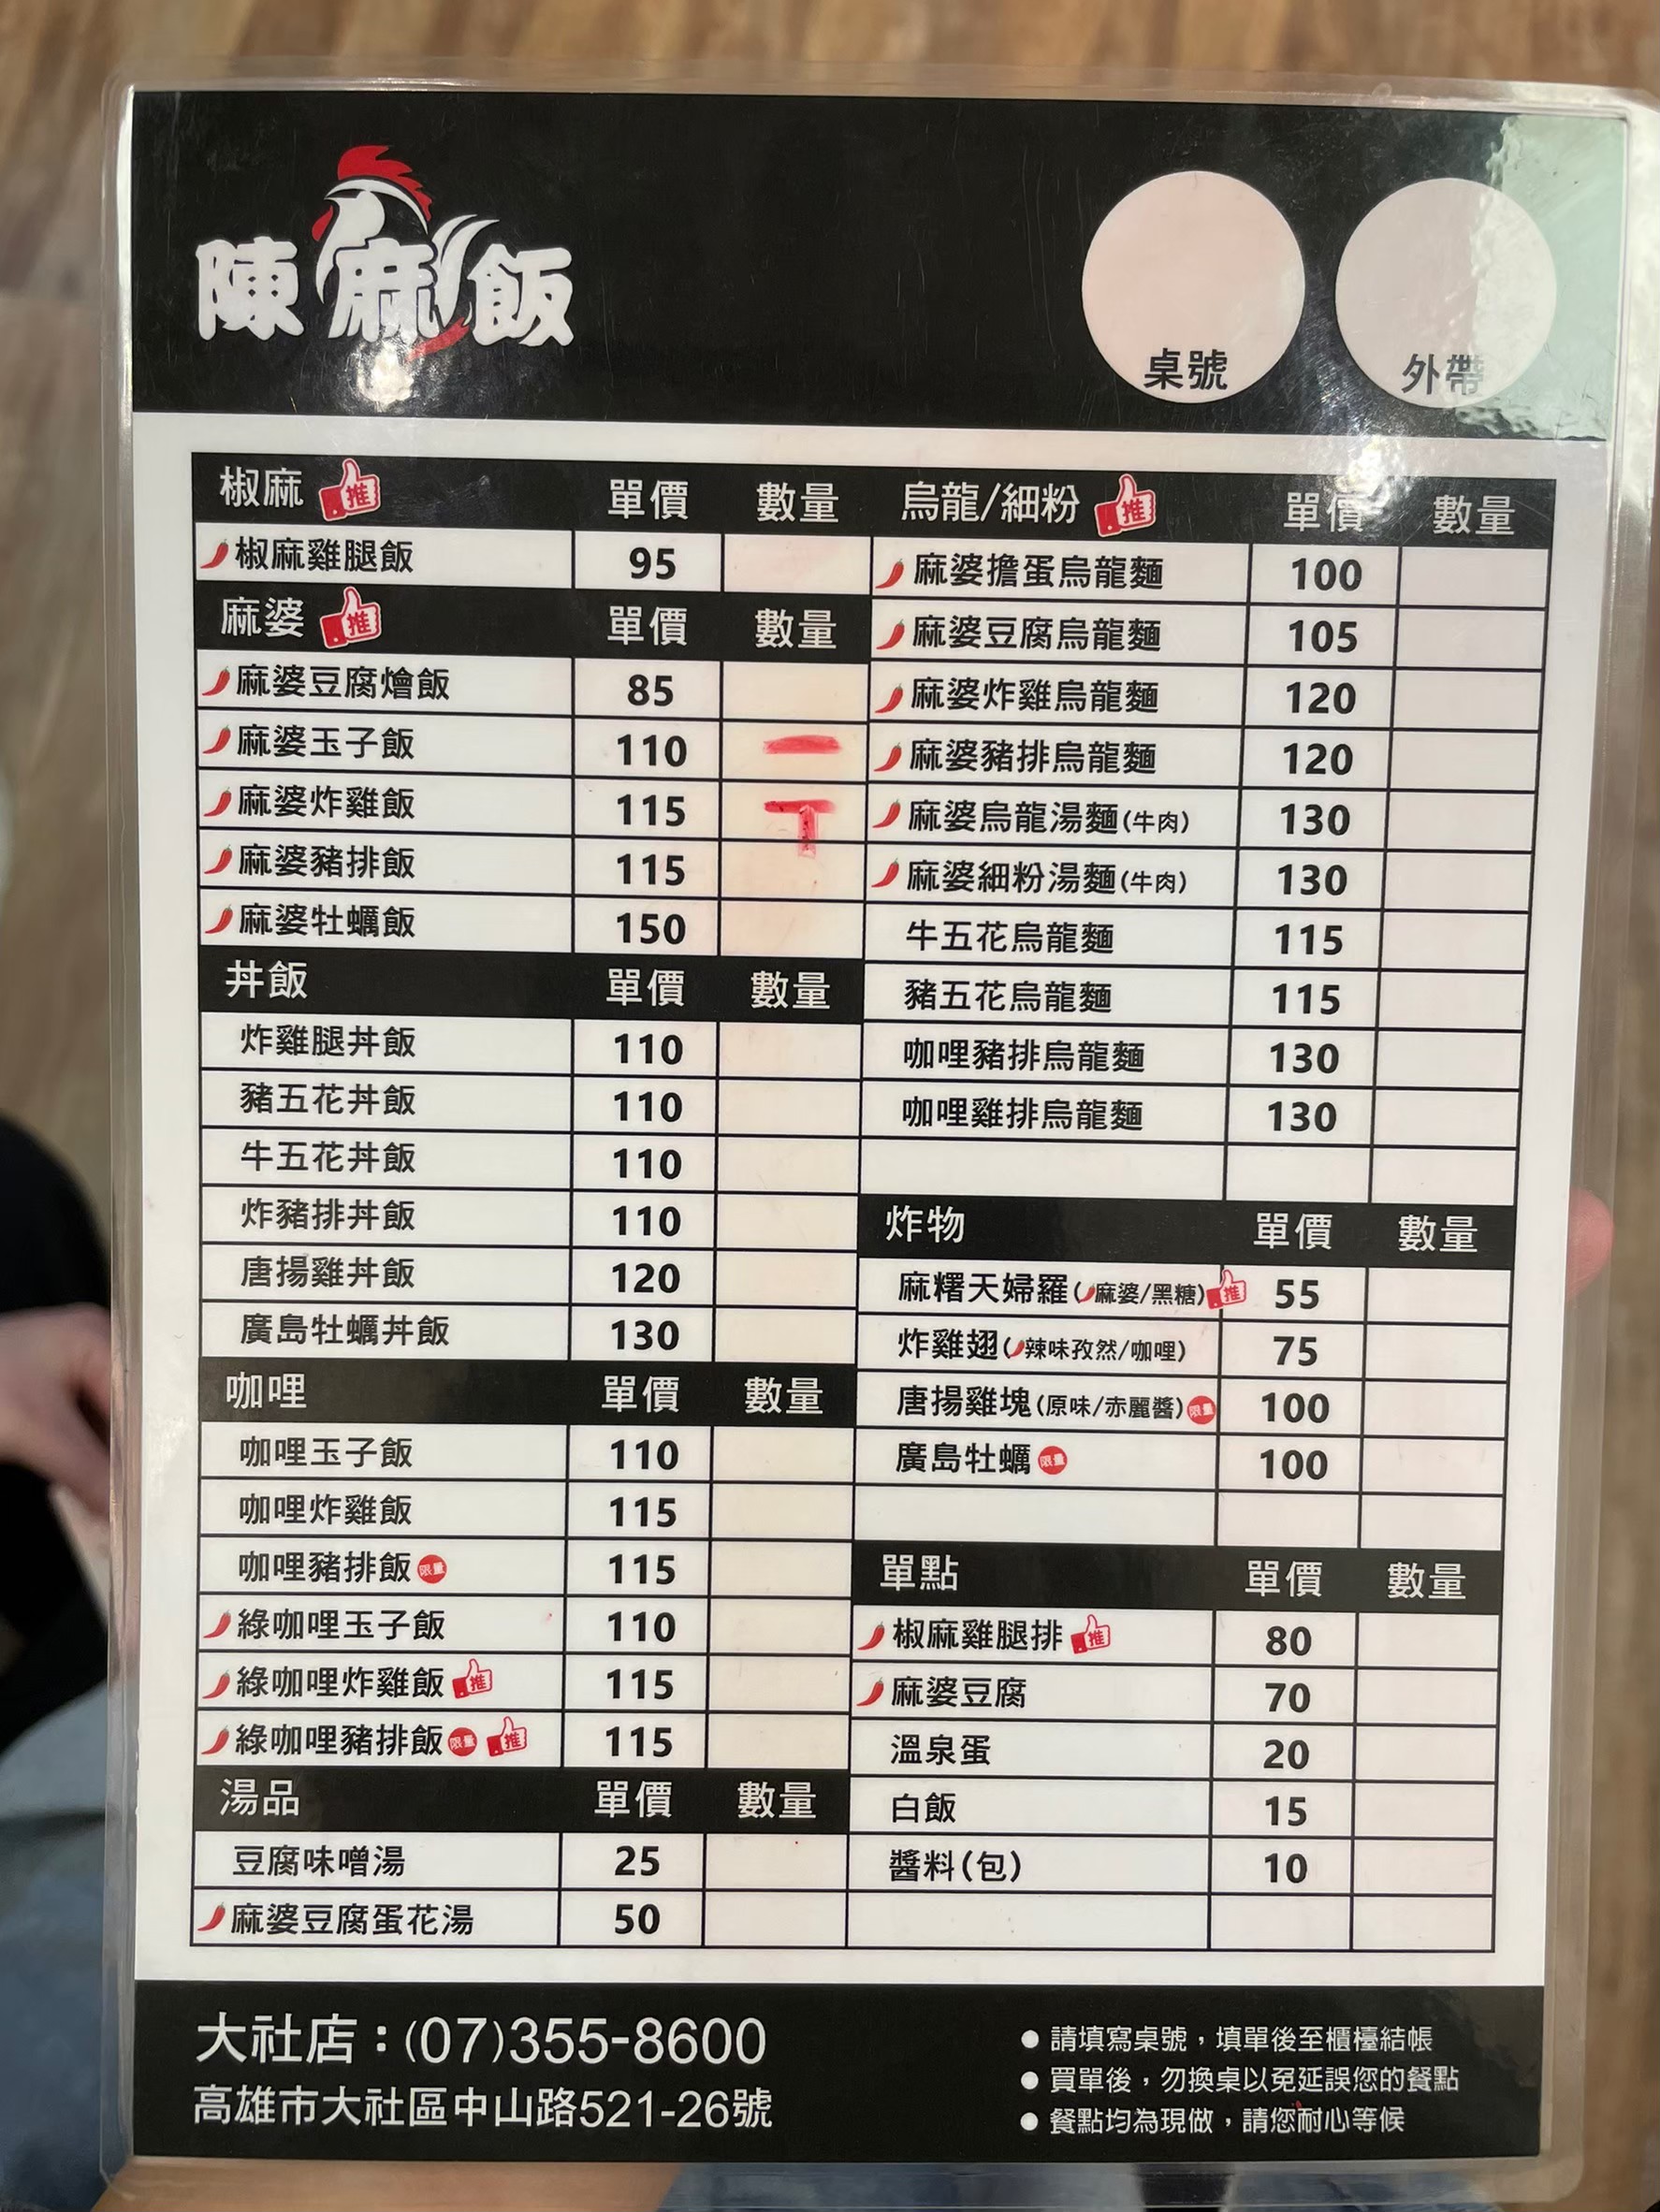 陳麻飯
桌號
外帶
椒麻 推 單價 數量
椒麻雞腿飯 95
麻婆 推 單價 數量
麻婆豆腐燴飯 85
麻婆玉子飯 110 一
麻婆炸雞飯 115 丅
麻婆豬排飯 115
麻婆牡蠣飯 150
丼飯 單價 數量
炸雞腿丼飯 110
豬五花丼飯 110
牛五花丼飯 110
炸豬排丼飯 110
唐揚雞丼飯 120
廣島牡蠣丼飯 130
咖哩 單價 數量
咖哩玉子飯 110
咖哩炸雞飯 115
咖哩豬排飯 限量 115
綠咖哩玉子飯 110
綠咖哩炸雞飯 推 115
綠咖哩豬排飯 限量 推 115
湯品 單價 數量
豆腐味噌湯 25
麻婆豆腐蛋花湯 50
烏龍/細粉 推 單價 數量
麻婆擔蛋烏龍麵 100
麻婆豆腐烏龍麵 105
麻婆炸雞烏龍麵 120
麻婆豬排烏龍麵 120
麻婆烏龍湯麵(牛肉) 130
麻婆細粉湯麵(牛肉) 130
牛五花烏龍麵 115
豬五花烏龍麵 115
咖哩豬排烏龍麵 130
咖哩雞排烏龍麵 130
炸物 單價 數量
麻糬天婦羅(麻婆/黑糖) 推 55
炸雞翅(辣味孜然/咖哩) 75
唐揚雞塊(原味/赤麗醬) 限量 100
廣島牡蠣 限量 100
單點 單價 數量
椒麻雞腿排 推 80
麻婆豆腐 70
溫泉蛋 20
白飯 15
醬料(包) 10
大社店：(07)355-8600
高雄市大社區中山路521-26號
● 請填寫桌號，填單後至櫃檯結帳
● 買單後，勿換桌以免延誤您的餐點
● 餐點均為現做，請您耐心等候